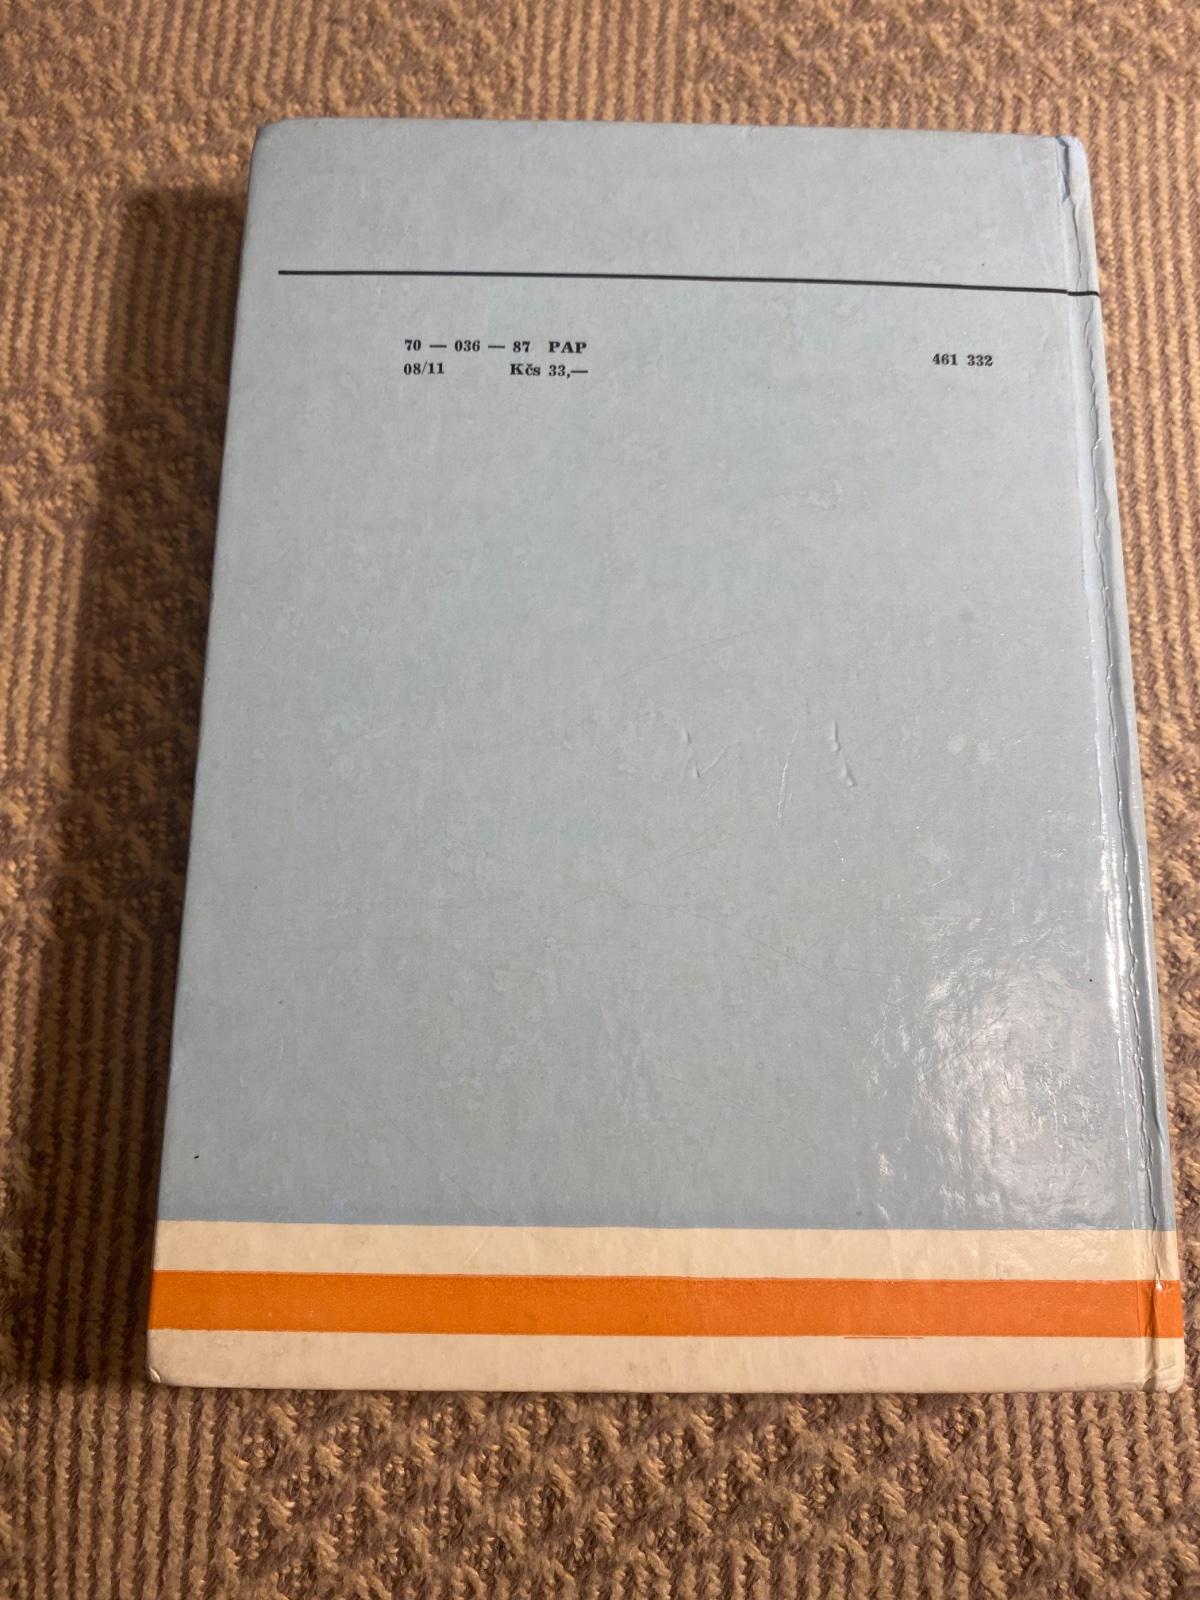 70 — 036 — 87 PAP
08/11 Kčs 33,—
461 332